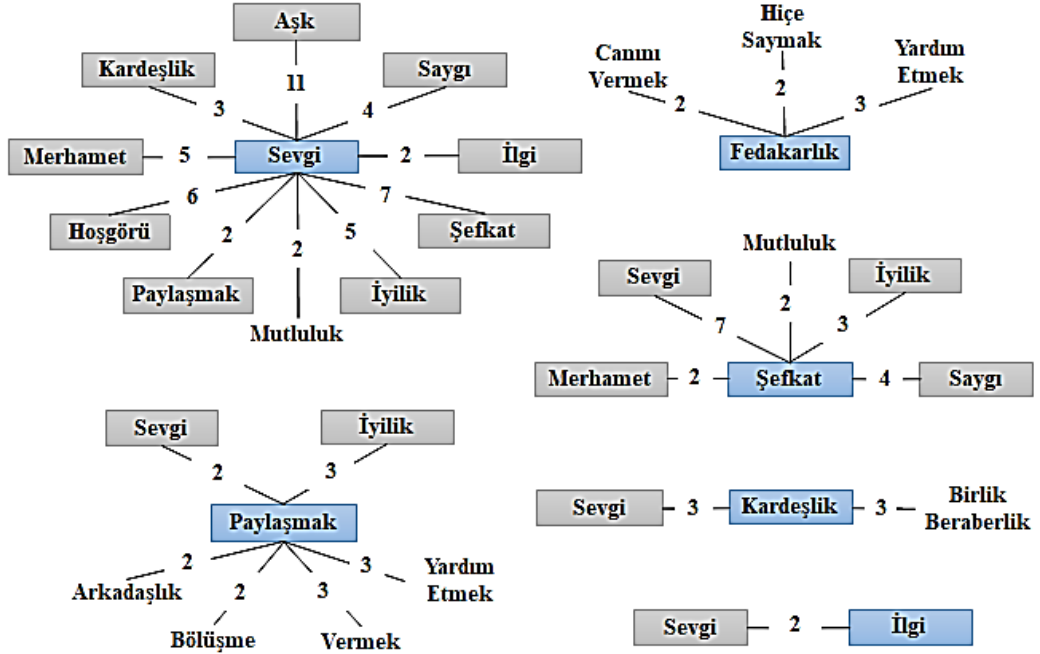 Aşk
Kardeşlik
11
Saygı
3
4
Merhamet
5
Sevgi
2
İlgi
6
7
Hoşgörü
2
2
5
Şefkat
Paylaşmak
İyilik
Mutluluk
Hiçe
Saymak
Canını
Vermek
Yardım
Etmek
2
2
3
Fedakarlık
Mutluluk
Sevgi
İyilik
7
2
3
Merhamet
2
Şefkat
4
Saygı
Sevgi
İyilik
2
3
Paylaşmak
2
2
3
3
Arkadaşlık
Bölüşme
Vermek
Yardım
Etmek
Sevgi
3
Kardeşlik
3
Birlik
Beraberlik
Sevgi
2
İlgi